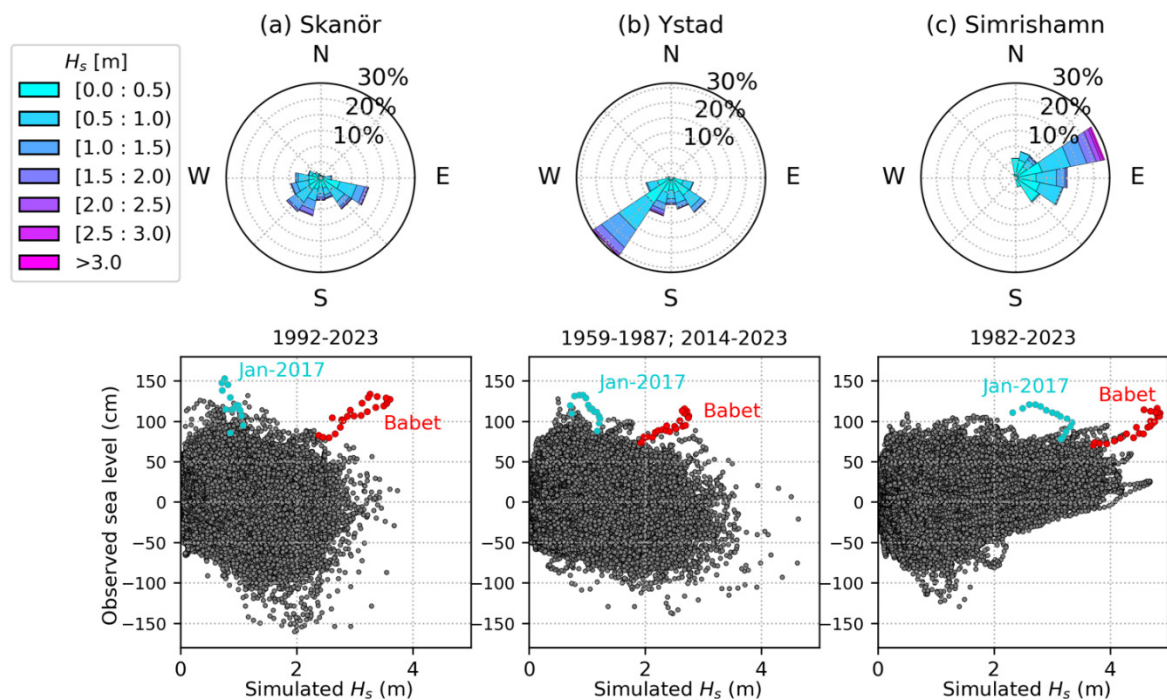 (a) Skanör
(b) Ystad
(c) Simrishamn
Hs [m]
[0.0 : 0.5)
[0.5 : 1.0)
[1.0 : 1.5)
[1.5 : 2.0)
[2.0 : 2.5)
[2.5 : 3.0)
>3.0
N
30%
20%
10%
W
E
S
N
30%
20%
10%
W
E
S
N
30%
20%
10%
W
E
S
1992-2023
1959-1987; 2014-2023
1982-2023
Observed sea level (cm)
150
100
50
0
−50
−100
−150
Jan-2017
Babet
0
2
4
Simulated Hs (m)
150
100
50
0
−50
−100
−150
Jan-2017
Babet
0
2
4
Simulated Hs (m)
150
100
50
0
−50
−100
−150
Jan-2017
Babet
0
2
4
Simulated Hs (m)